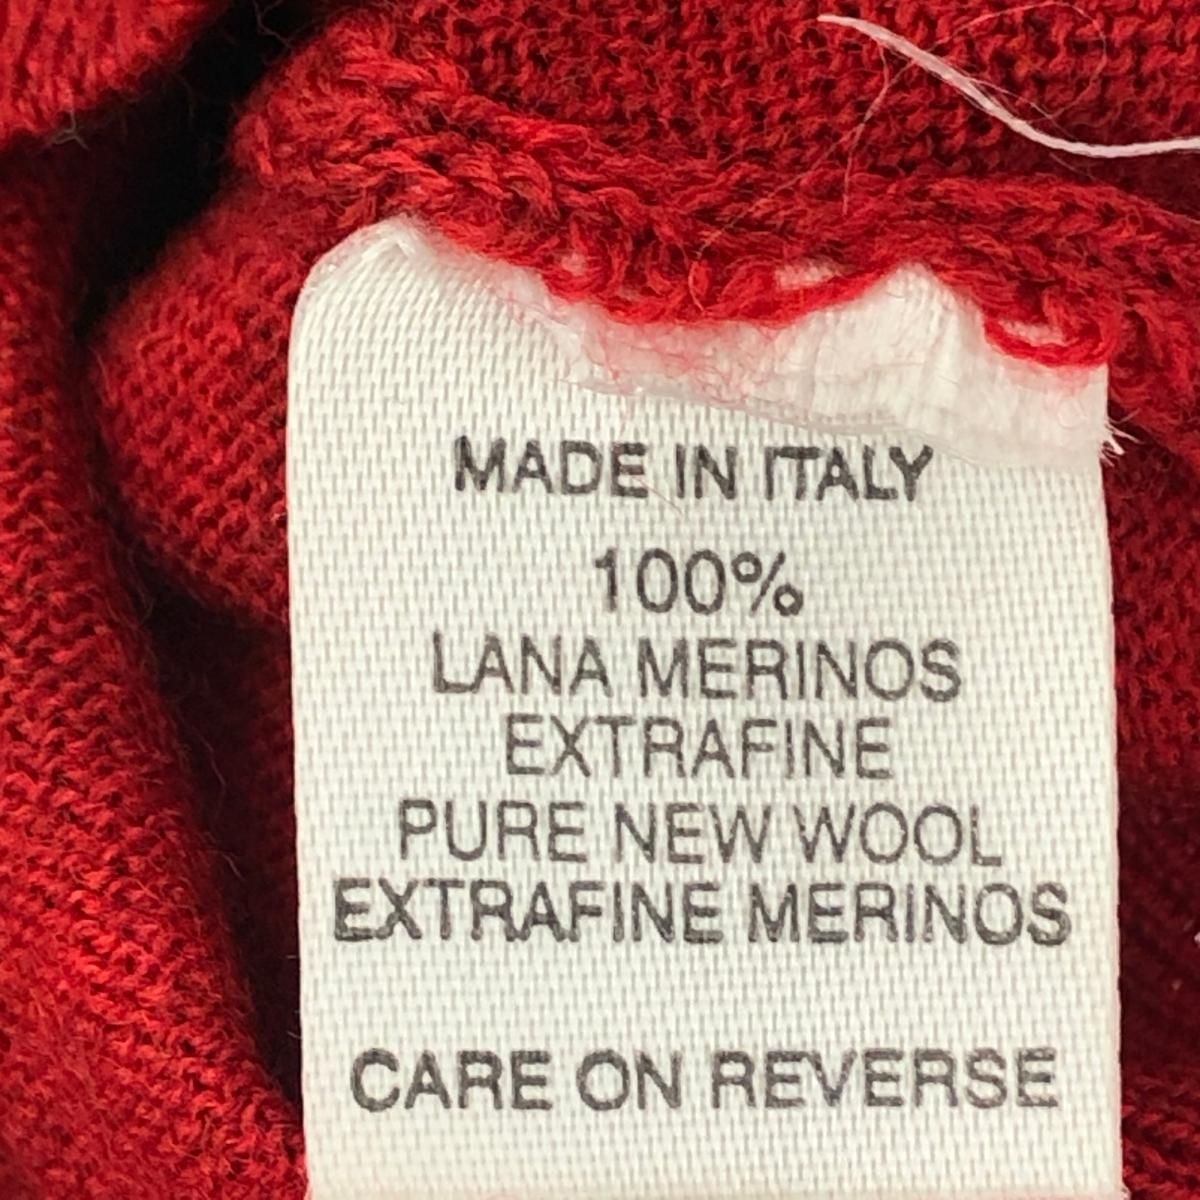 MADE IN ITALY
100%
LANA MERINOS
EXTRAFINE
PURE NEW WOOL
EXTRAFINE MERINOS
CARE ON REVERSE